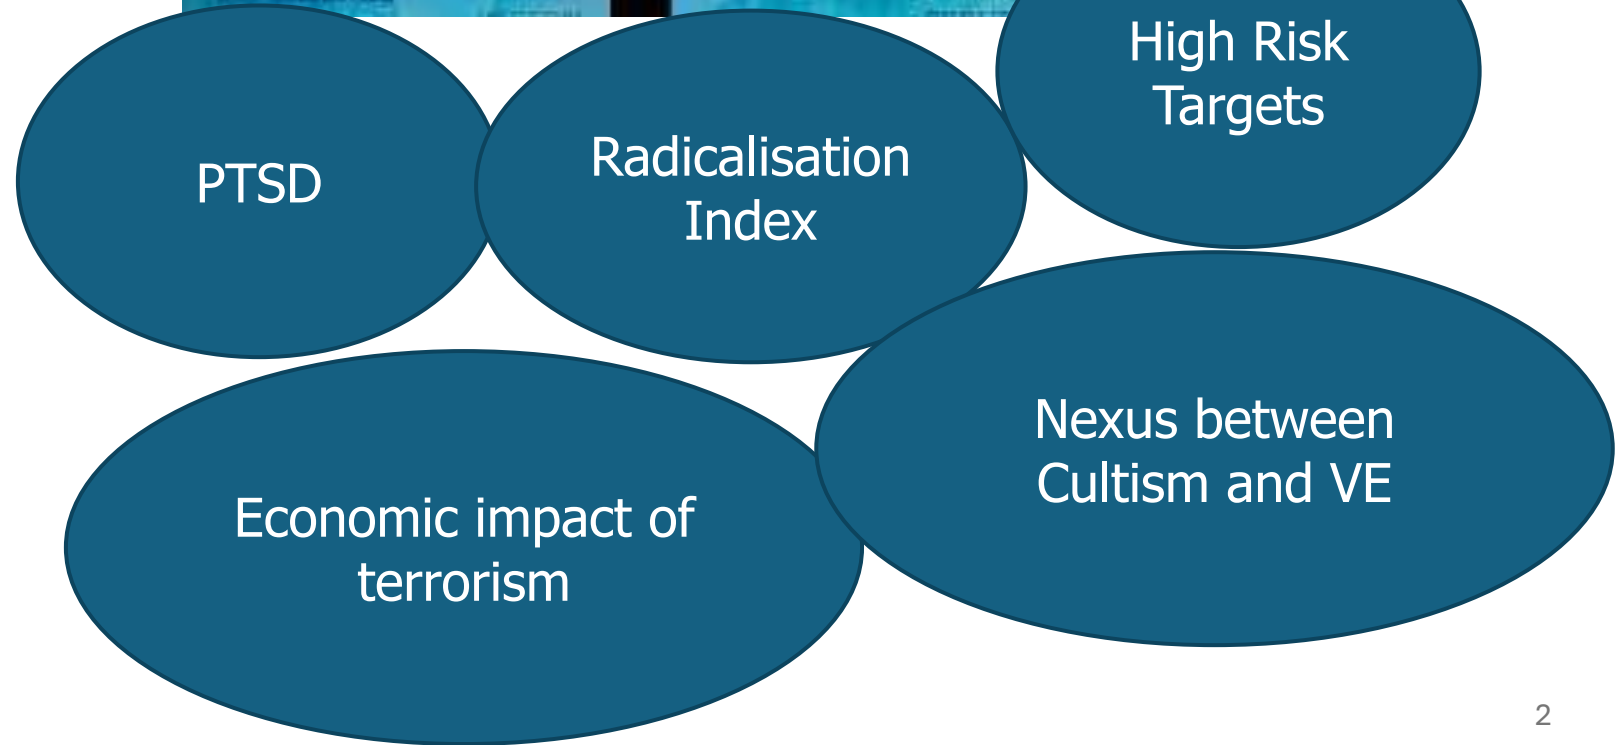 High Risk
Targets
PTSD
Radicalisation
Index
Nexus between
Cultism and VE
Economic impact of
terrorism
2